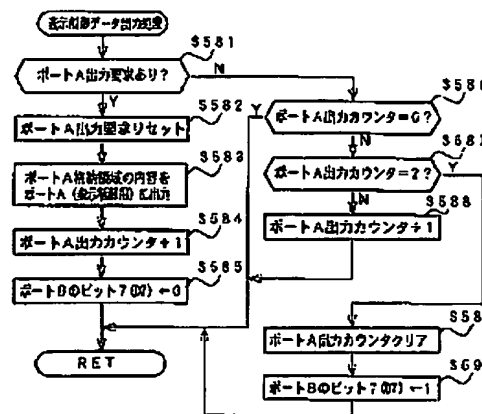 表示制御データ出力処理
S581
ポートA出力要求あり?
N
Y
S582
ポートA出力要求リセット
S583
ポートA格納領域の内容を
ポートA(表示制御用)に出力
S584
ポートA出力カウンタ+1
S585
ポートBのビット7(D7)←0
RET
Y
ポートA出力カウンタ=0?
N
ポートA出力カウンタ=2?
Y
N
S588
ポートA出力カウンタ+1
S58
ポートA出力カウンタクリア
S59
ポートBのビット7(D7)←1